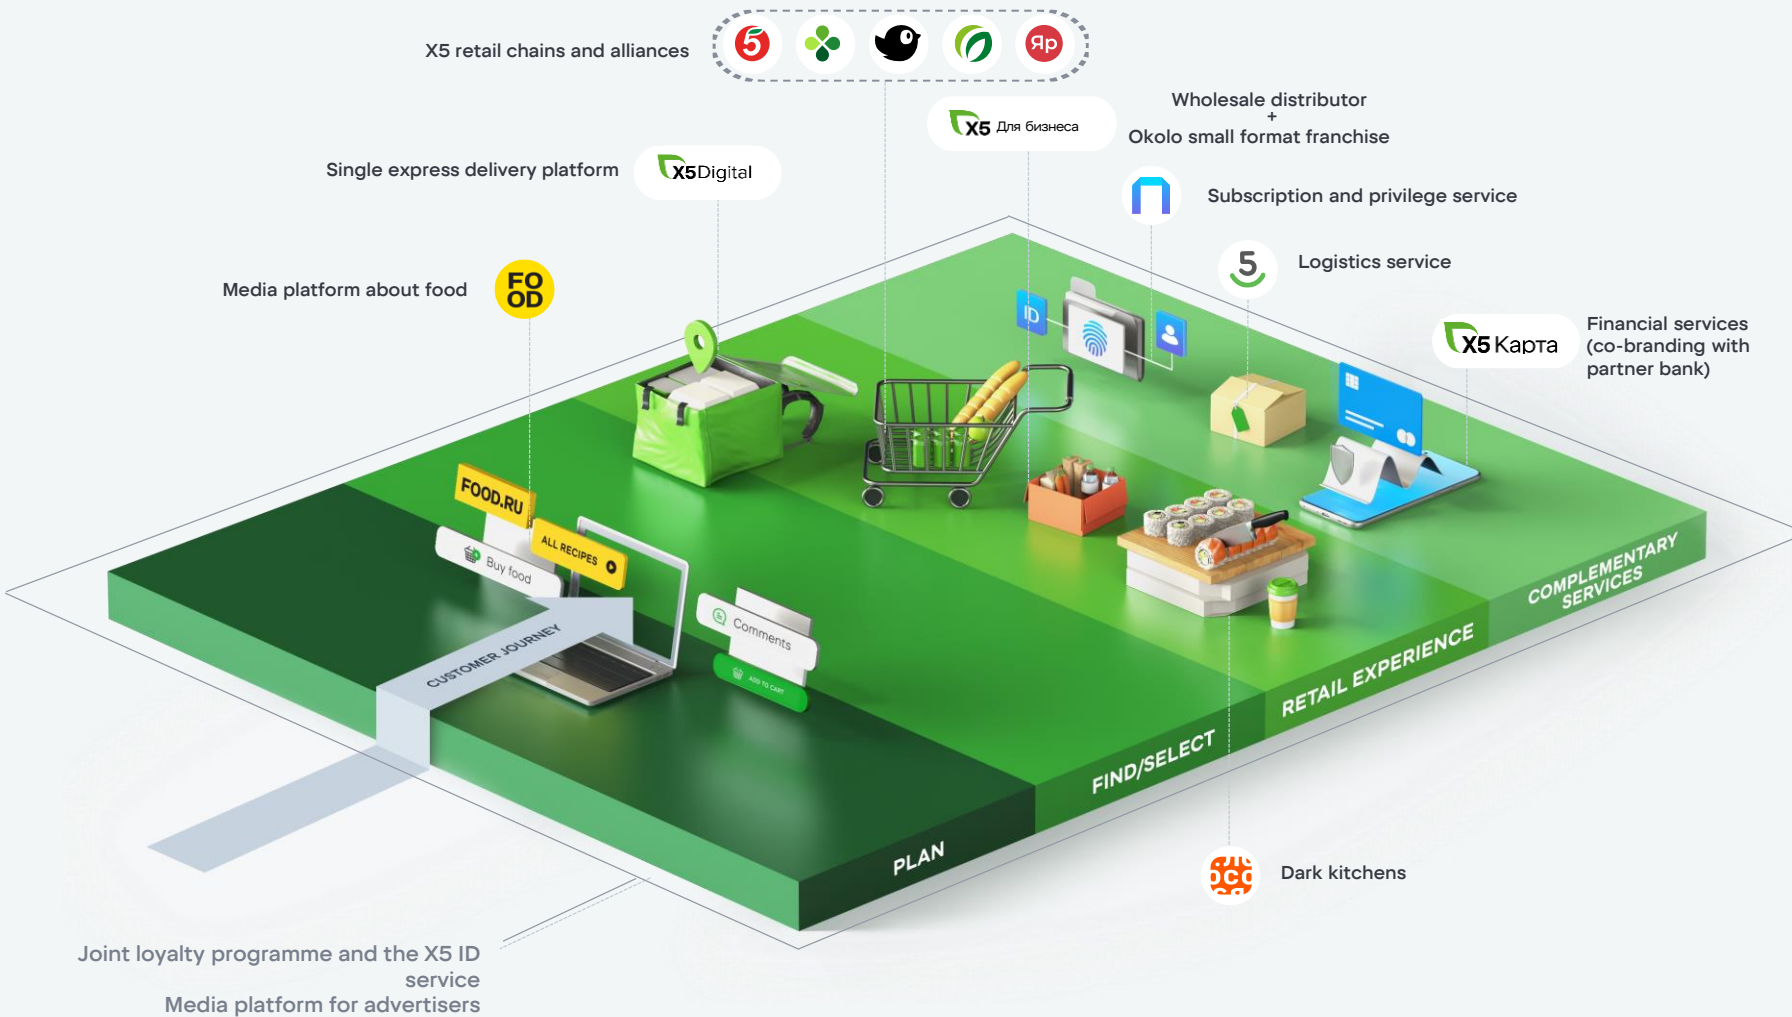 X5 retail chains and alliances
5
Яр
Wholesale distributor
+
Okolo small format franchise
X5 Для бизнеса
Single express delivery platform
X5Digital
Subscription and privilege service
5
Logistics service
Media platform about food
FO
OD
X5 Карта
Financial services
(co-branding with
partner bank)
ID
FOOD.RU
ALL RECIPES
Buy food
Comments
ADD TO CART
CUSTOMER JOURNEY
COMPLEMENTARY
SERVICES
RETAIL EXPERIENCE
FIND/SELECT
PLAN
Dark kitchens
Joint loyalty programme and the X5 ID
service
Media platform for advertisers